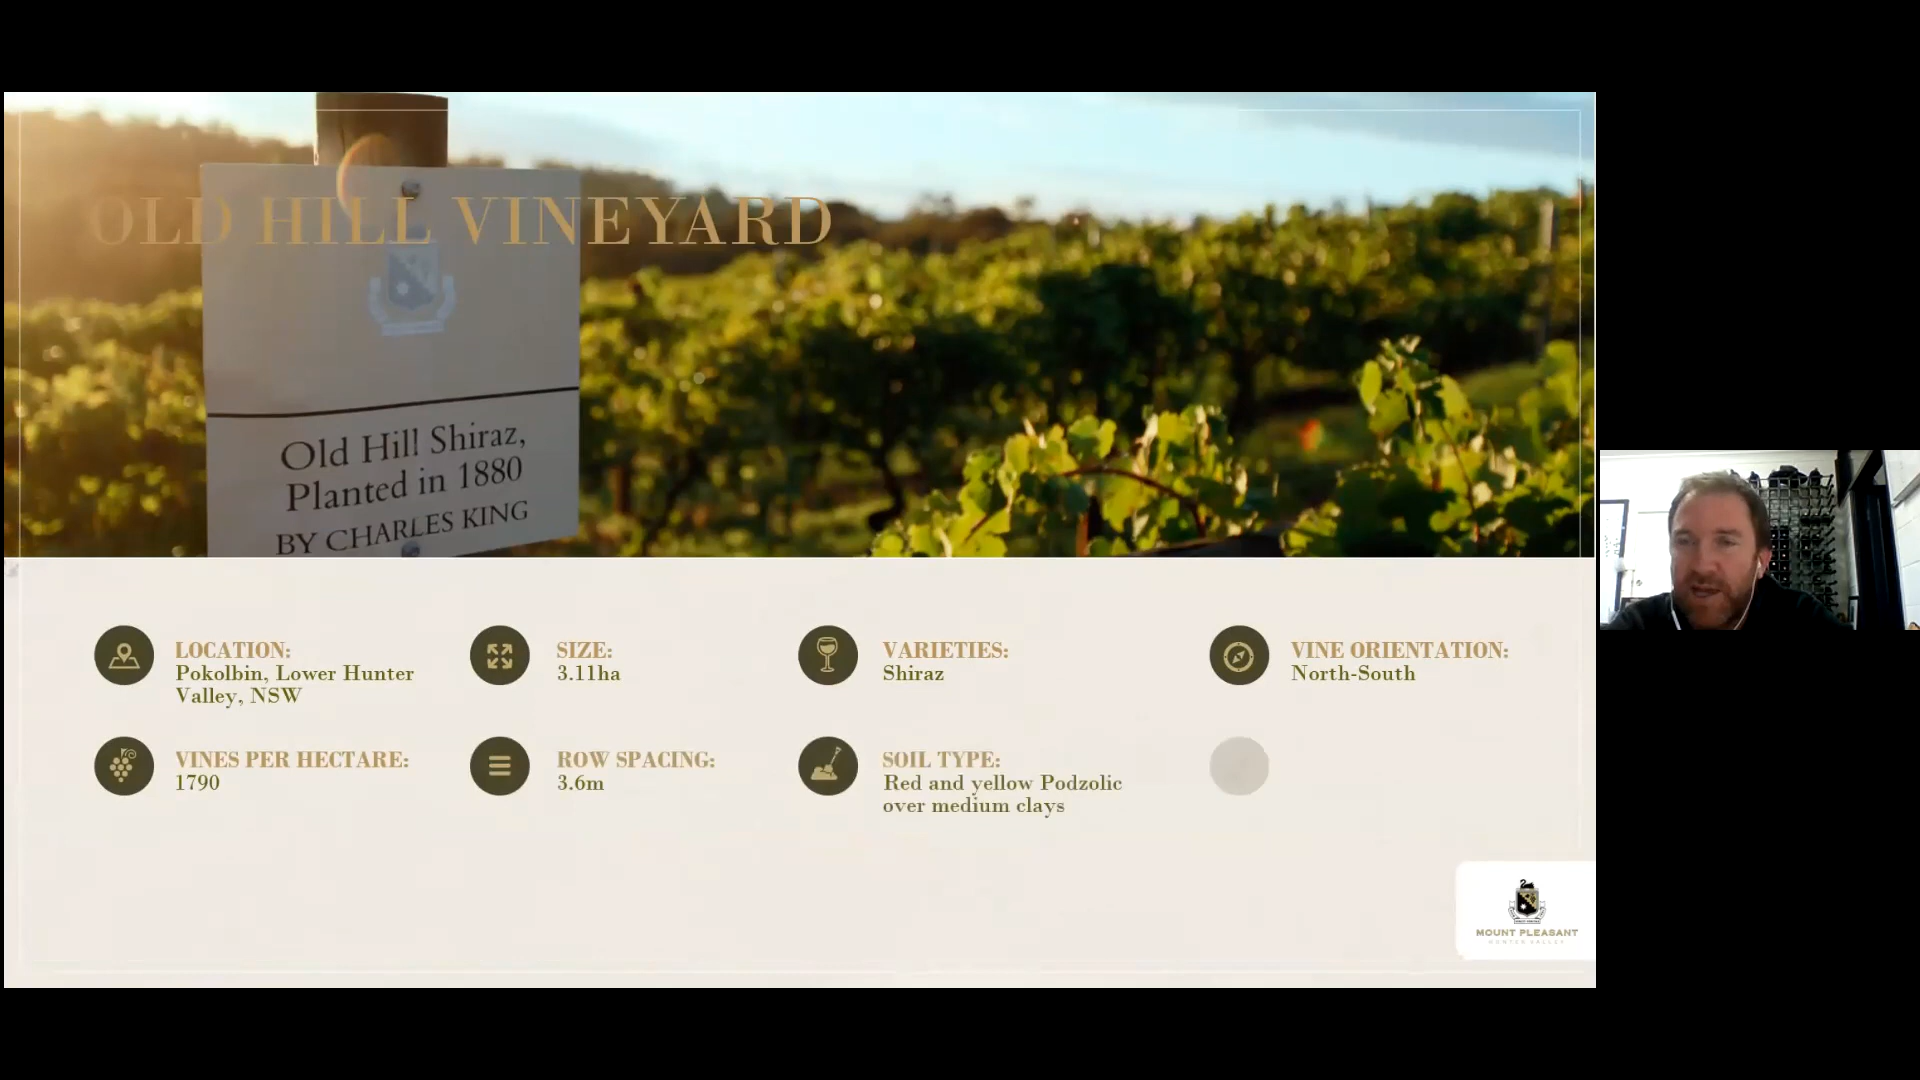 OLD HILL VINEYARD
Old Hill Shiraz,
Planted in 1880
BY CHARLES KING
LOCATION:
Pokolbin, Lower Hunter
Valley, NSW
SIZE:
3.11ha
VARIETIES:
Shiraz
VINE ORIENTATION:
North-South
VINES PER HECTARE:
1790
ROW SPACING:
3.6m
SOIL TYPE:
Red and yellow Podzolic
over medium clays
MOUNT PLEASANT
HUNTER VALLEY